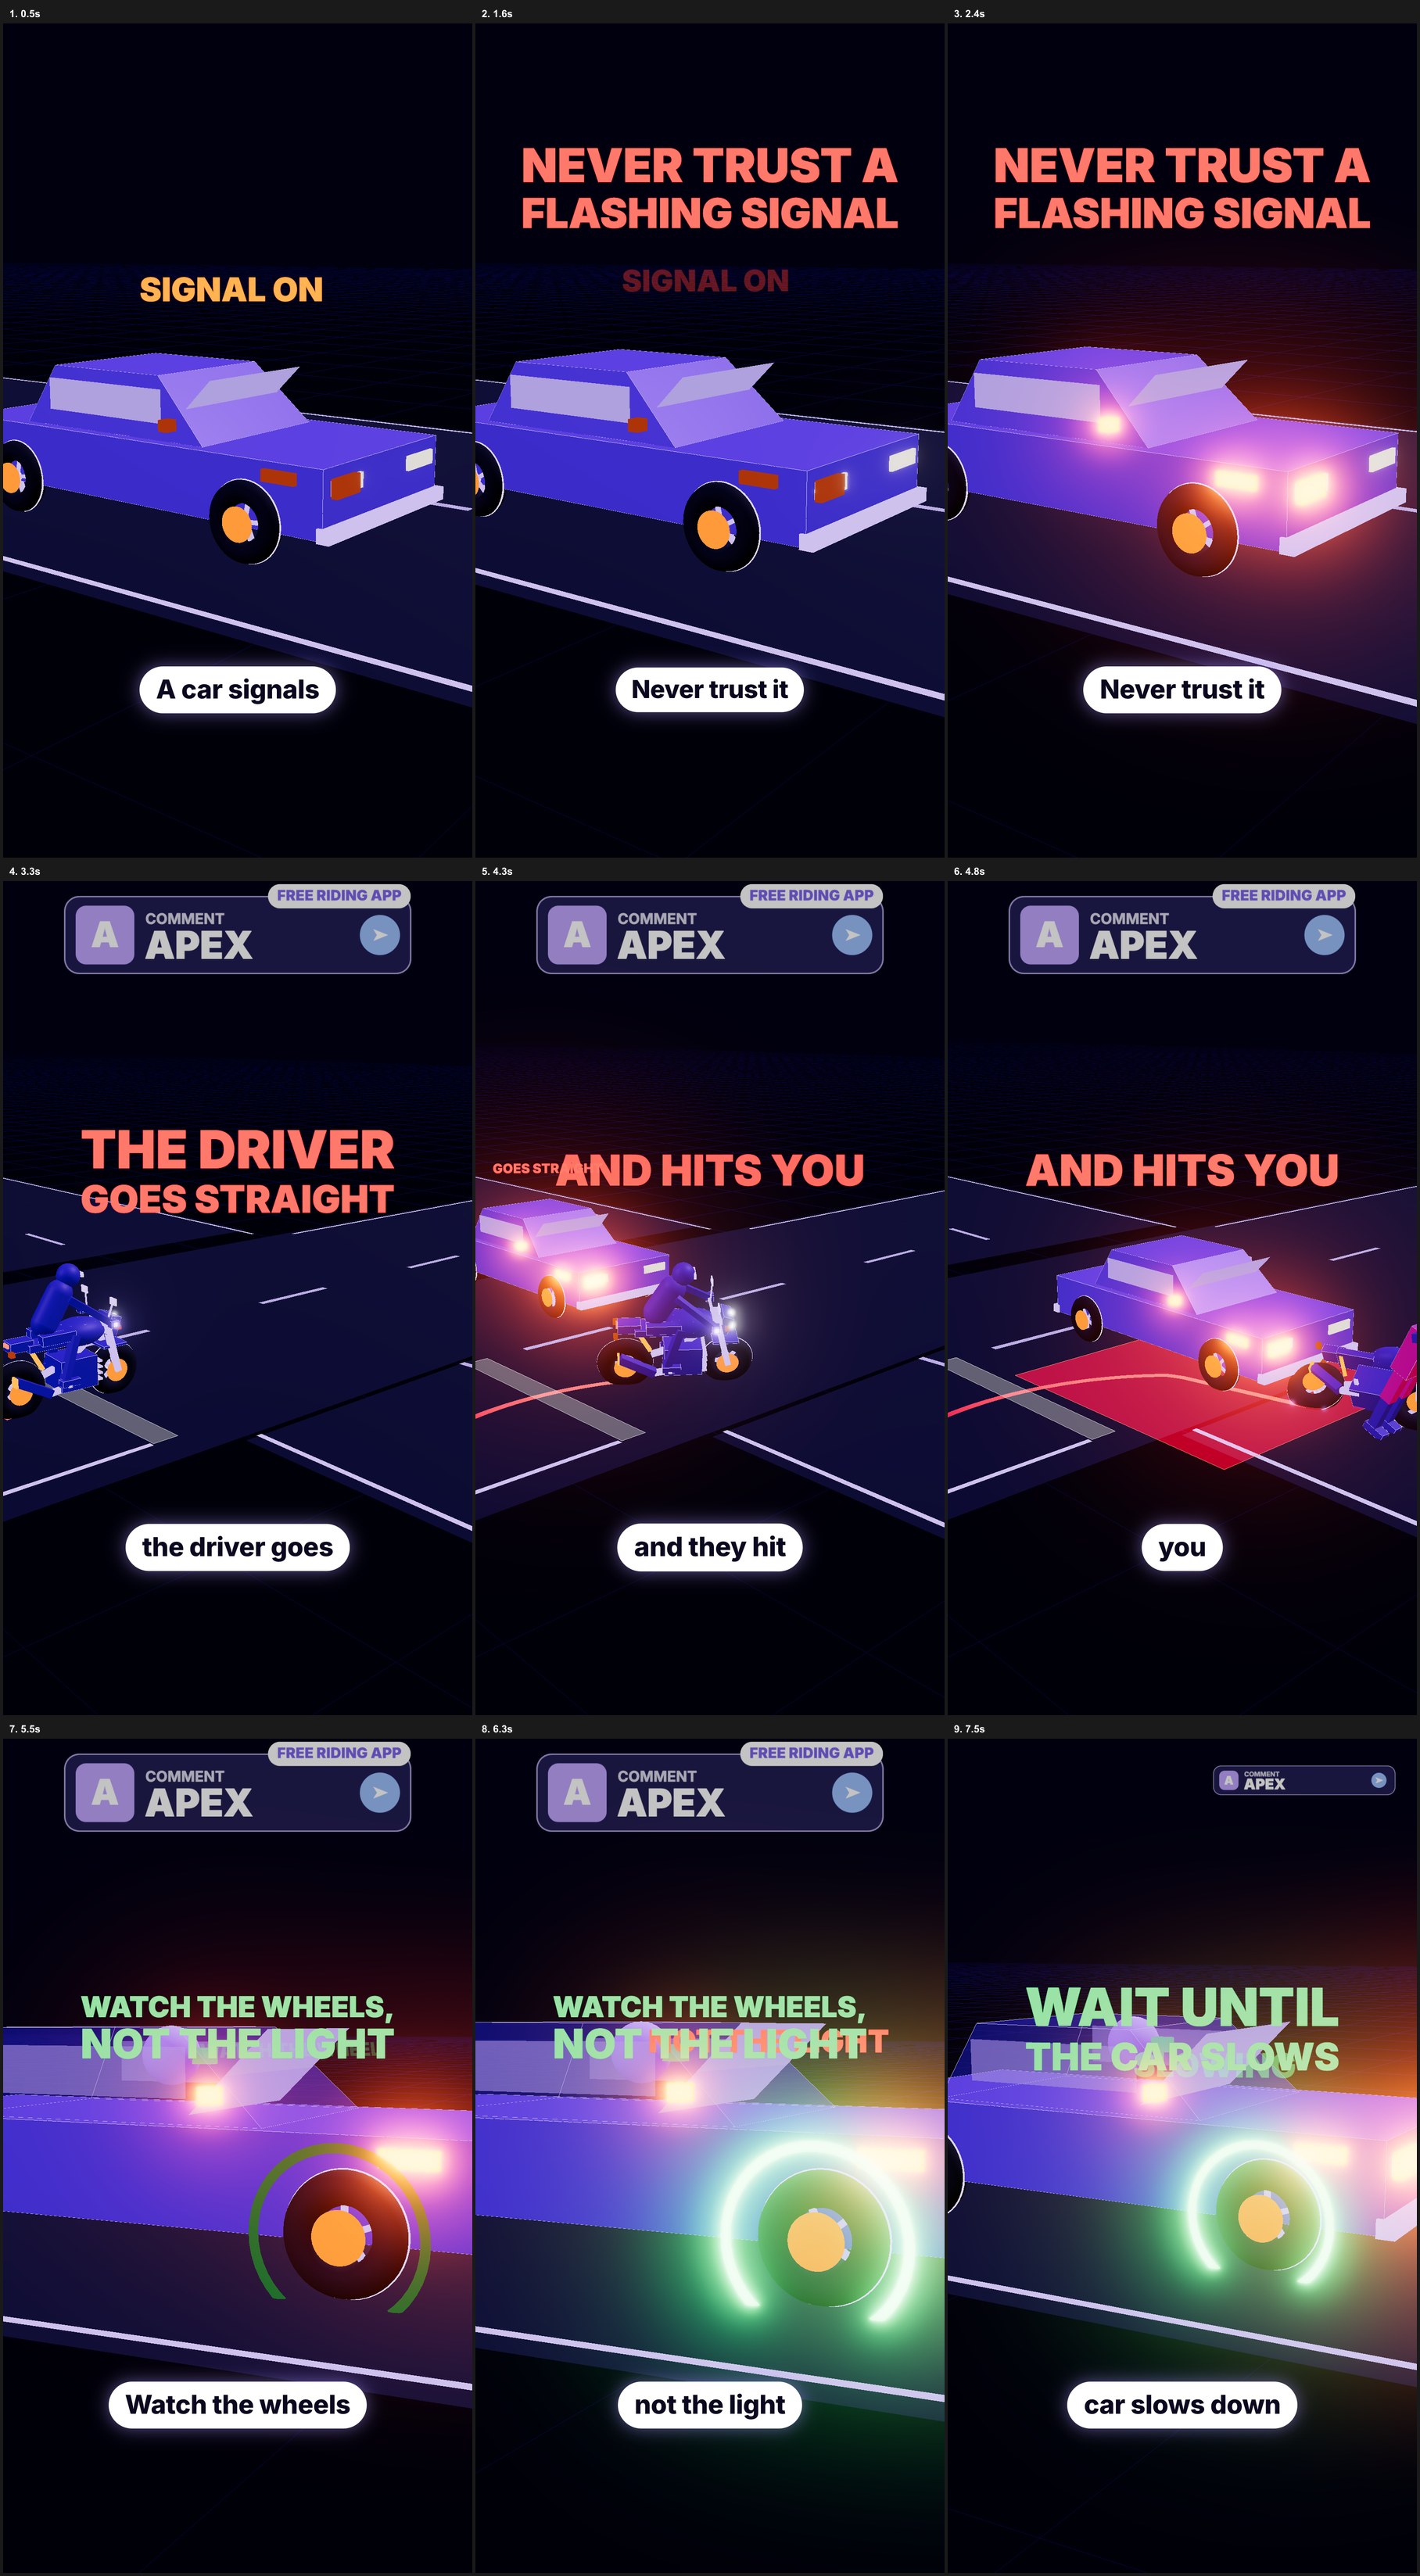 1. 0.5s
SIGNAL ON
A car signals
2. 1.6s
NEVER TRUST A
FLASHING SIGNAL
SIGNAL ON
Never trust it
3. 2.4s
NEVER TRUST A
FLASHING SIGNAL
Never trust it
4. 3.3s
FREE RIDING APP
A
COMMENT
APEX
THE DRIVER
GOES STRAIGHT
the driver goes
5. 4.3s
FREE RIDING APP
A
COMMENT
APEX
GOES STRAIGHT
AND HITS YOU
and they hit
6. 4.8s
FREE RIDING APP
A
COMMENT
APEX
AND HITS YOU
you
7. 5.5s
FREE RIDING APP
A
COMMENT
APEX
WATCH THE WHEELS,
NOT THE LIGHT
Watch the wheels
8. 6.3s
FREE RIDING APP
A
COMMENT
APEX
WATCH THE WHEELS,
NOT THE LIGHT
not the light
9. 7.5s
A
COMMENT
APEX
WAIT UNTIL
THE CAR SLOWS
SLOWING
car slows down